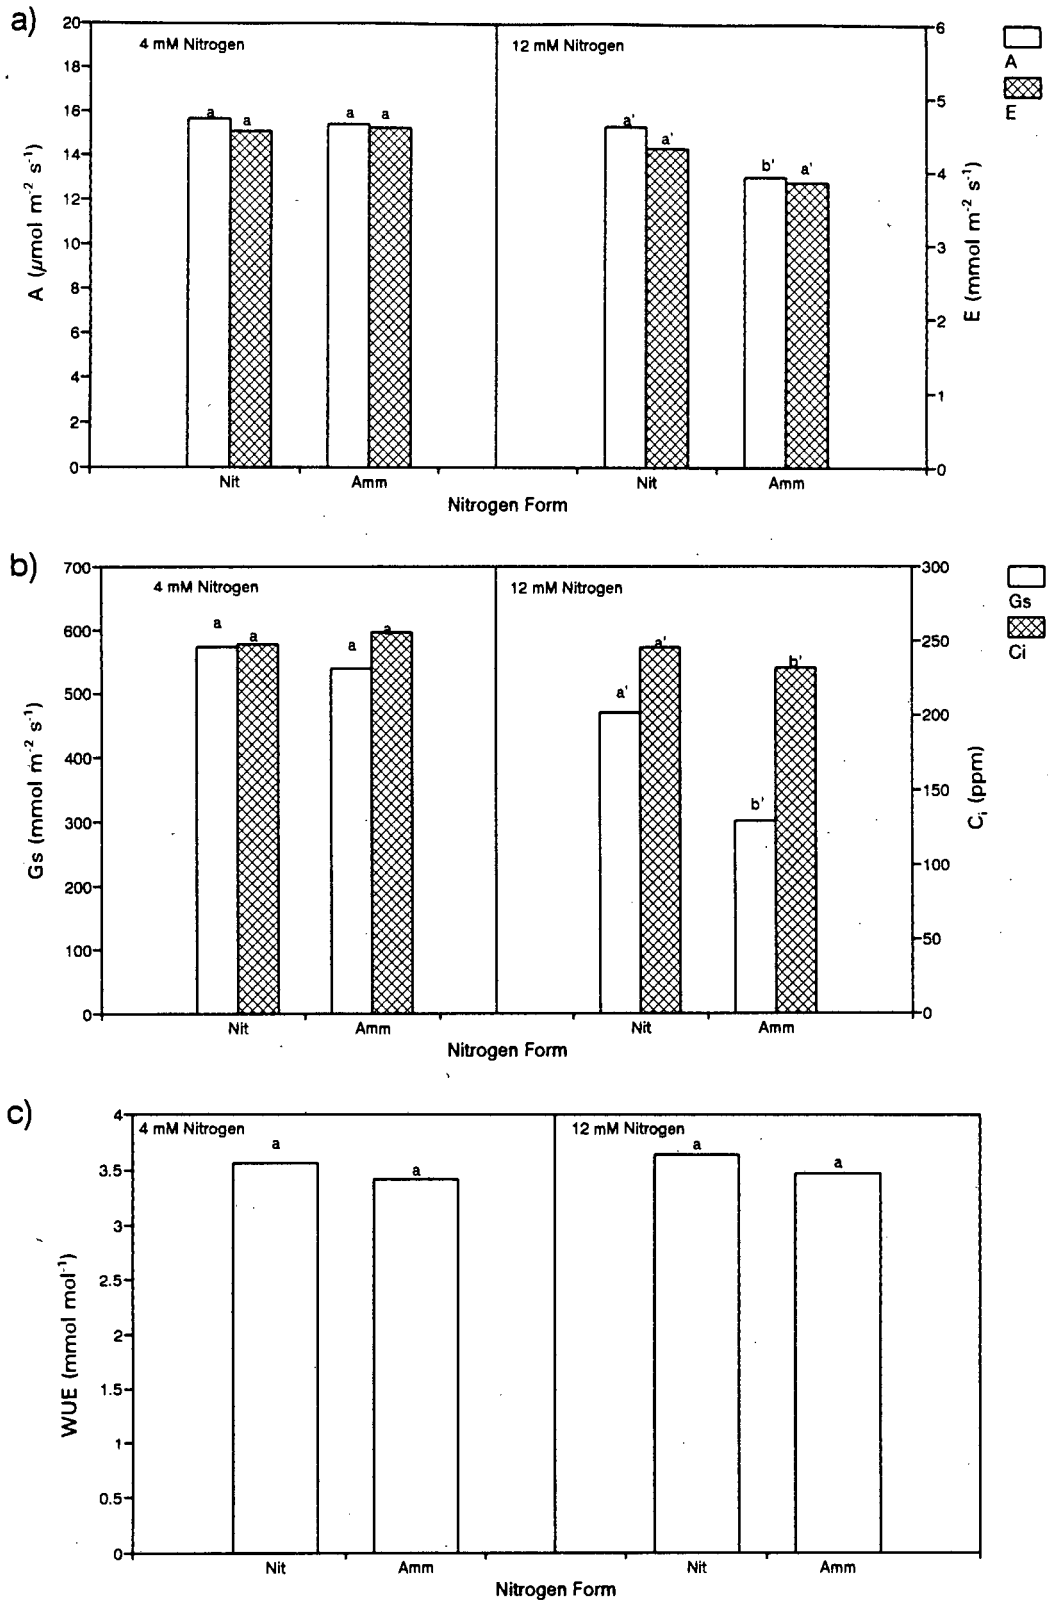 a)
4 mM Nitrogen
12 mM Nitrogen
A
E
20
18
16
14
12
10
8
6
4
2
0
A (μmol m⁻² s⁻¹)
a
a
a
a
a'
a'
b'
a'
6
5
4
3
2
1
0
E (mmol m⁻² s⁻¹)
Nit
Amm
Nit
Amm
Nitrogen Form
b)
4 mM Nitrogen
12 mM Nitrogen
Gs
Ci
700
600
500
400
300
200
100
0
Gs (mmol m⁻² s⁻¹)
a
a
a
a
a'
a'
b'
b'
300
250
200
150
100
50
0
Cᵢ (ppm)
Nit
Amm
Nit
Amm
Nitrogen Form
c)
4 mM Nitrogen
12 mM Nitrogen
4
3.5
3
2.5
2
1.5
1
0.5
0
WUE (mmol mol⁻¹)
a
a
a
a
Nit
Amm
Nit
Amm
Nitrogen Form